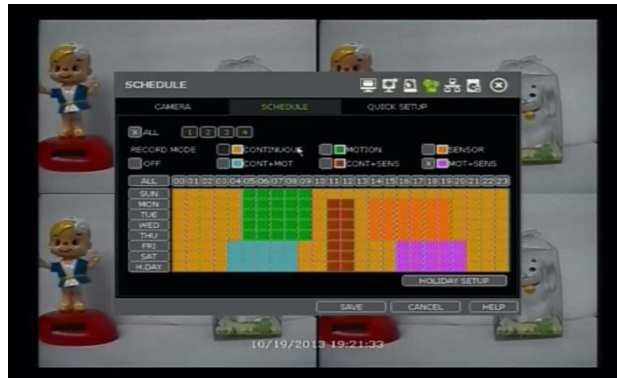 SCHEDULE
CAMERA SCHEDULE QUICK SETUP
X ALL 1 2 3 4
RECORD MODE CONTINUOUS MOTION SENSOR
OFF CONT+MOT CONT+SENS X MOT+SENS
ALL 00 01 02 03 04 05 06 07 08 09 10 11 12 13 14 15 16 17 18 19 20 21 22 23
SUN
MON
TUE
WED
THU
FRI
SAT
H.DAY
HOLIDAY SETUP
SAVE CANCEL HELP
10/19/2013 19:21:33